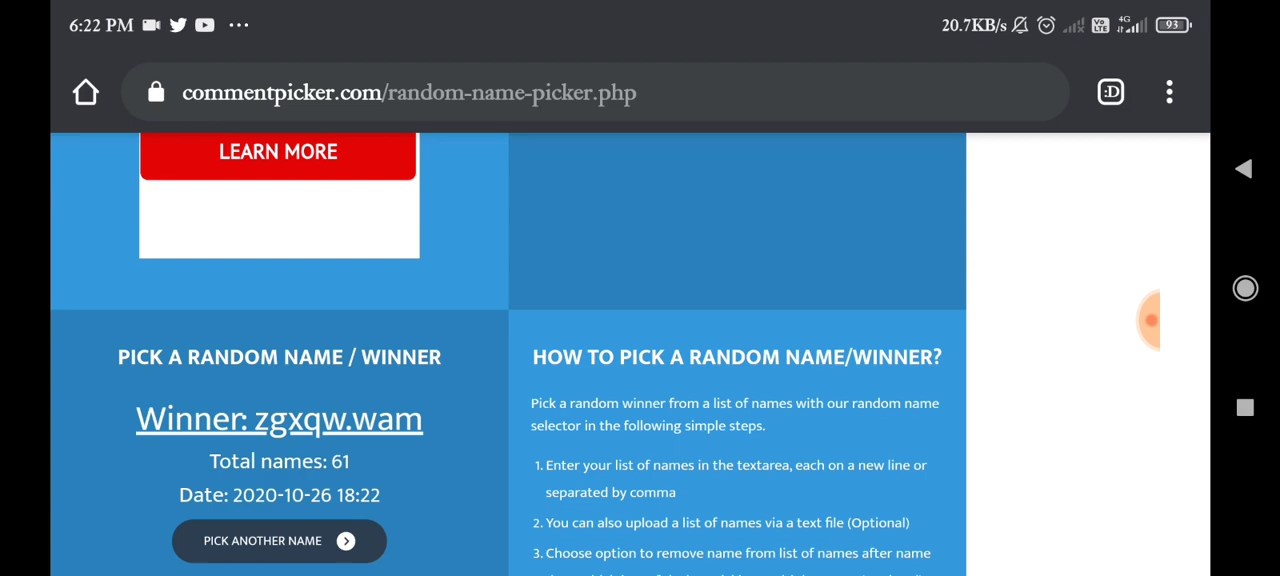 6:22 PM ...
20.7KB/s 4G VoLTE 93
commentpicker.com/random-name-picker.php
:D
LEARN MORE
PICK A RANDOM NAME / WINNER
Winner: zgxqw.wam
Total names: 61
Date: 2020-10-26 18:22
PICK ANOTHER NAME
HOW TO PICK A RANDOM NAME/WINNER?
Pick a random winner from a list of names with our random name
selector in the following simple steps.
1. Enter your list of names in the textarea, each on a new line or
separated by comma
2. You can also upload a list of names via a text file (Optional)
3. Choose option to remove name from list of names after name